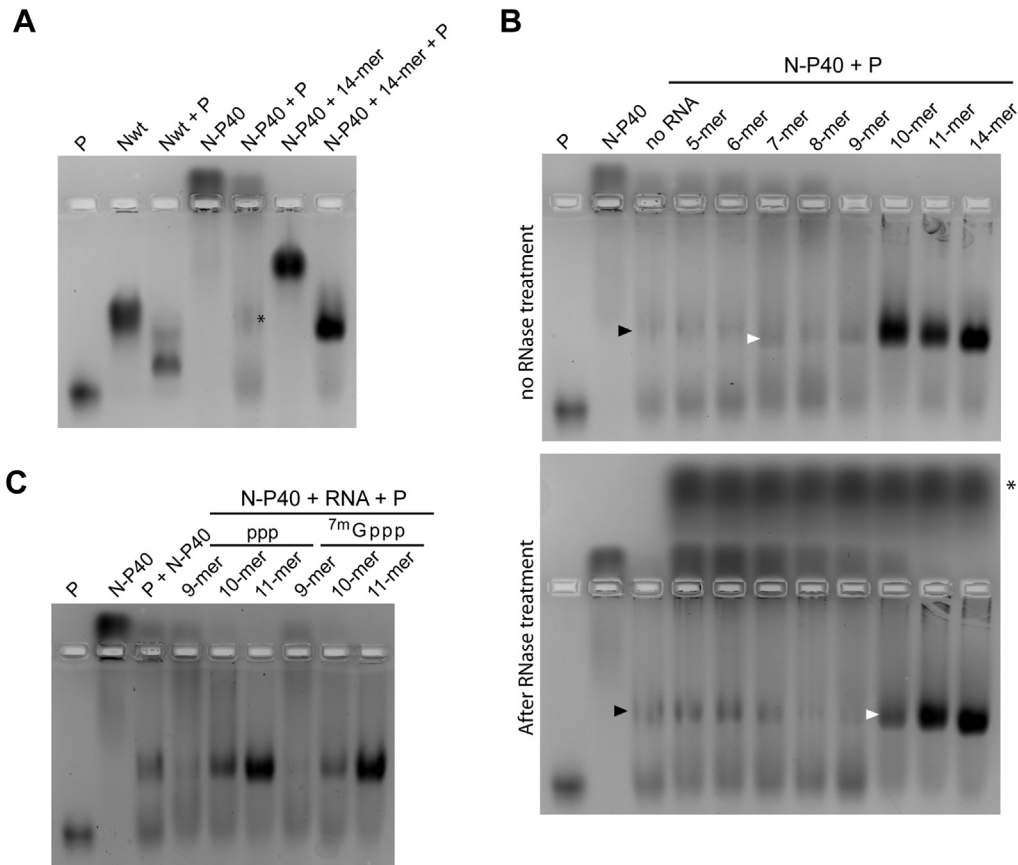 A
P
Nwt
Nwt + P
N-P40
N-P40 + P
N-P40 + 14-mer
N-P40 + 14-mer + P
*
B
N-P40 + P
P
N-P40
no RNA
5-mer
6-mer
7-mer
8-mer
9-mer
10-mer
11-mer
14-mer
no RNase treatment
After RNase treatment
*
C
N-P40 + RNA + P
ppp
7mGppp
P
N-P40
P + N-P40
9-mer
10-mer
11-mer
9-mer
10-mer
11-mer